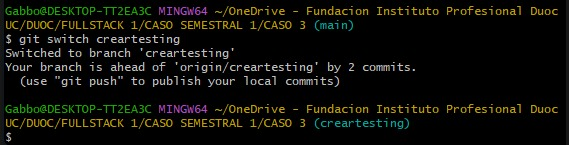 Gabbo@DESKTOP-TT2EA3C MINGW64 ~/OneDrive - Fundacion Instituto Profesional Duoc
UC/DUOC/FULLSTACK 1/CASO SEMESTRAL 1/CASO 3 (main)
$ git switch creartesting
Switched to branch 'creartesting'
Your branch is ahead of 'origin/creartesting' by 2 commits.
  (use "git push" to publish your local commits)
Gabbo@DESKTOP-TT2EA3C MINGW64 ~/OneDrive - Fundacion Instituto Profesional Duoc
UC/DUOC/FULLSTACK 1/CASO SEMESTRAL 1/CASO 3 (creartesting)
$